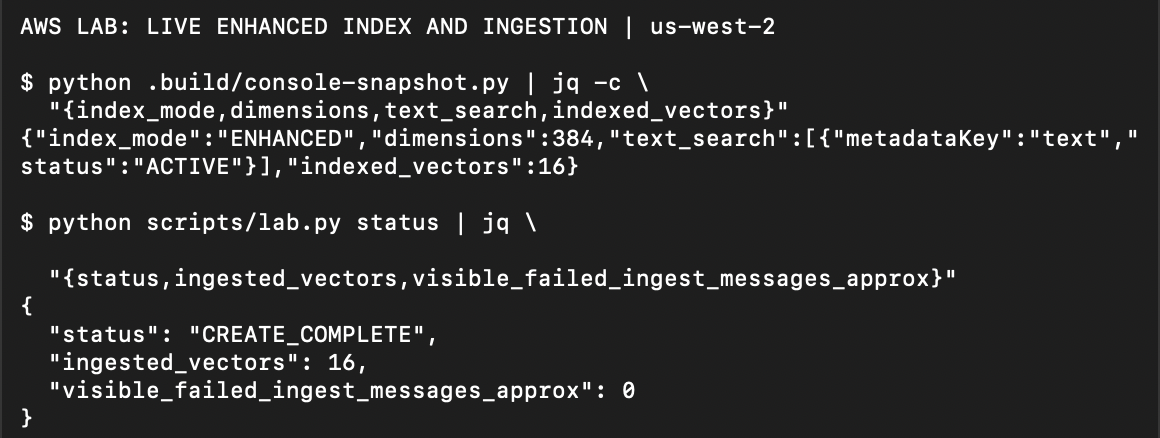 AWS LAB: LIVE ENHANCED INDEX AND INGESTION | us-west-2
$ python .build/console-snapshot.py | jq -c \
"{index_mode,dimensions,text_search,indexed_vectors}"
{"index_mode":"ENHANCED","dimensions":384,"text_search":[{"metadataKey":"text","
status":"ACTIVE"}],"indexed_vectors":16}
$ python scripts/lab.py status | jq \
"{status,ingested_vectors,visible_failed_ingest_messages_approx}"
{
"status": "CREATE_COMPLETE",
"ingested_vectors": 16,
"visible_failed_ingest_messages_approx": 0
}